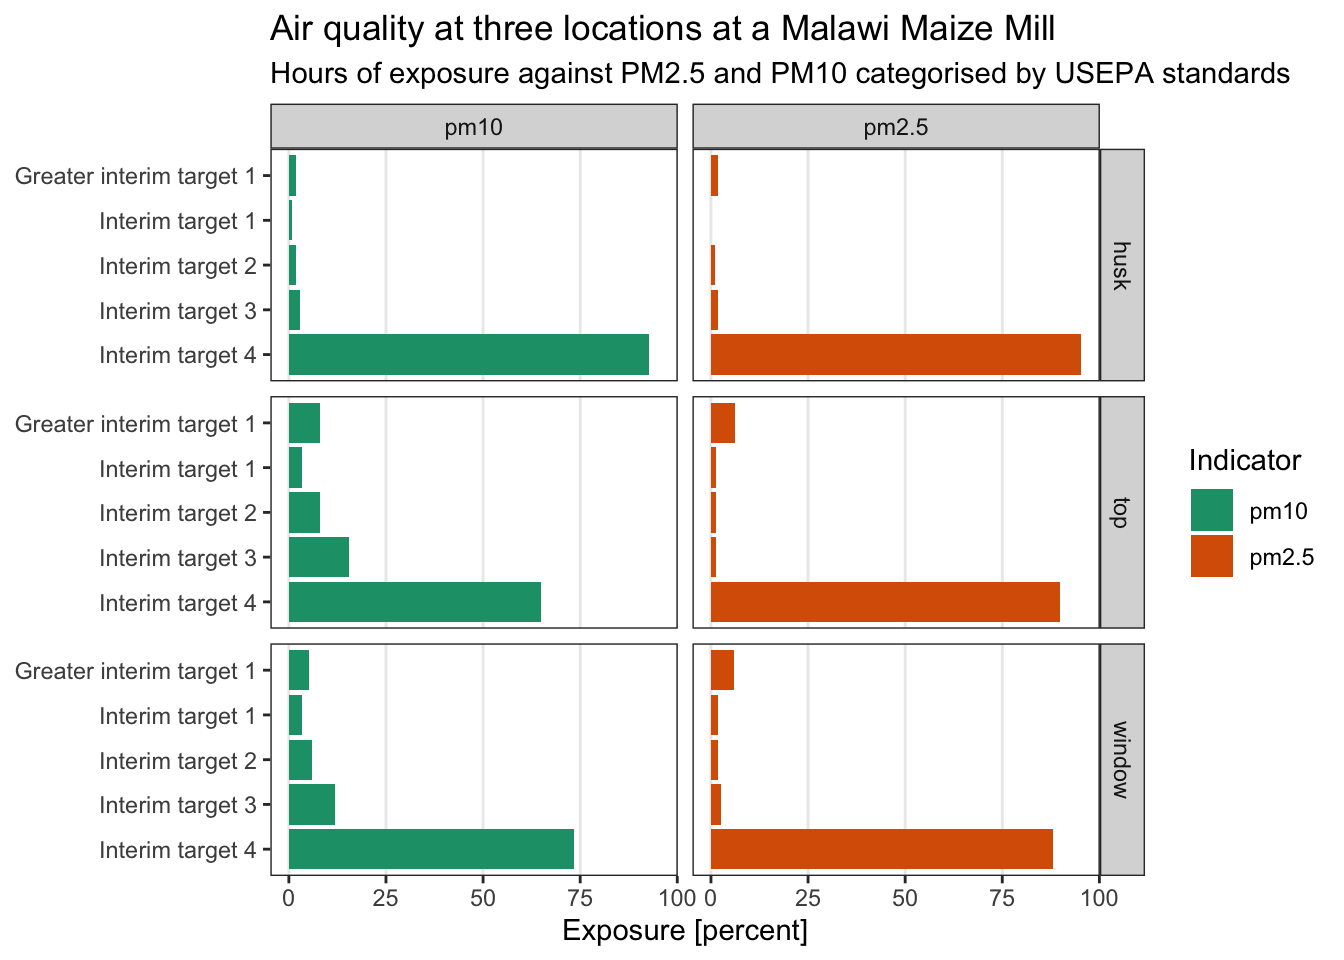 Air quality at three locations at a Malawi Maize Mill
Hours of exposure against PM2.5 and PM10 categorised by USEPA standards
pm10
pm2.5
Greater interim target 1
Interim target 1
Interim target 2
Interim target 3
Interim target 4
husk
Greater interim target 1
Interim target 1
Interim target 2
Interim target 3
Interim target 4
top
Greater interim target 1
Interim target 1
Interim target 2
Interim target 3
Interim target 4
window
0 25 50 75 100 0 25 50 75 100
Exposure [percent]
Indicator
pm10
pm2.5